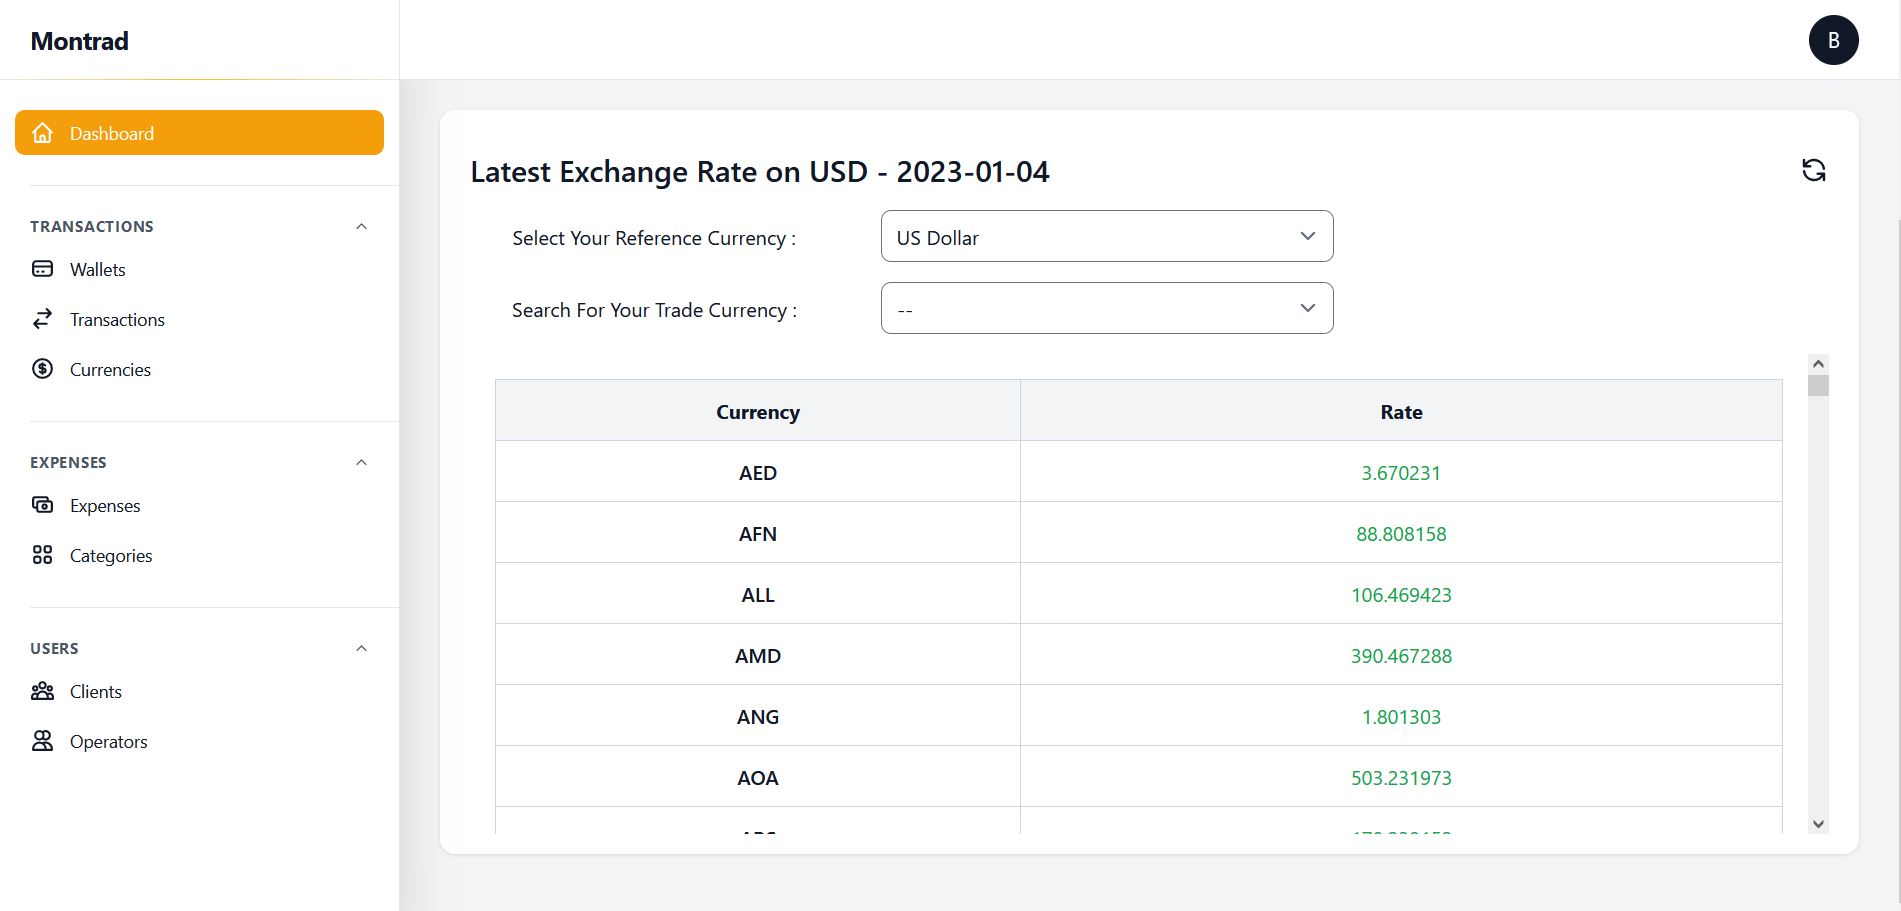 Montrad
B
Dashboard
TRANSACTIONS
Wallets
Transactions
Currencies
EXPENSES
Expenses
Categories
USERS
Clients
Operators
Latest Exchange Rate on USD - 2023-01-04
Select Your Reference Currency : US Dollar
Search For Your Trade Currency : --
Currency Rate
AED 3.670231
AFN 88.808158
ALL 106.469423
AMD 390.467288
ANG 1.801303
AOA 503.231973